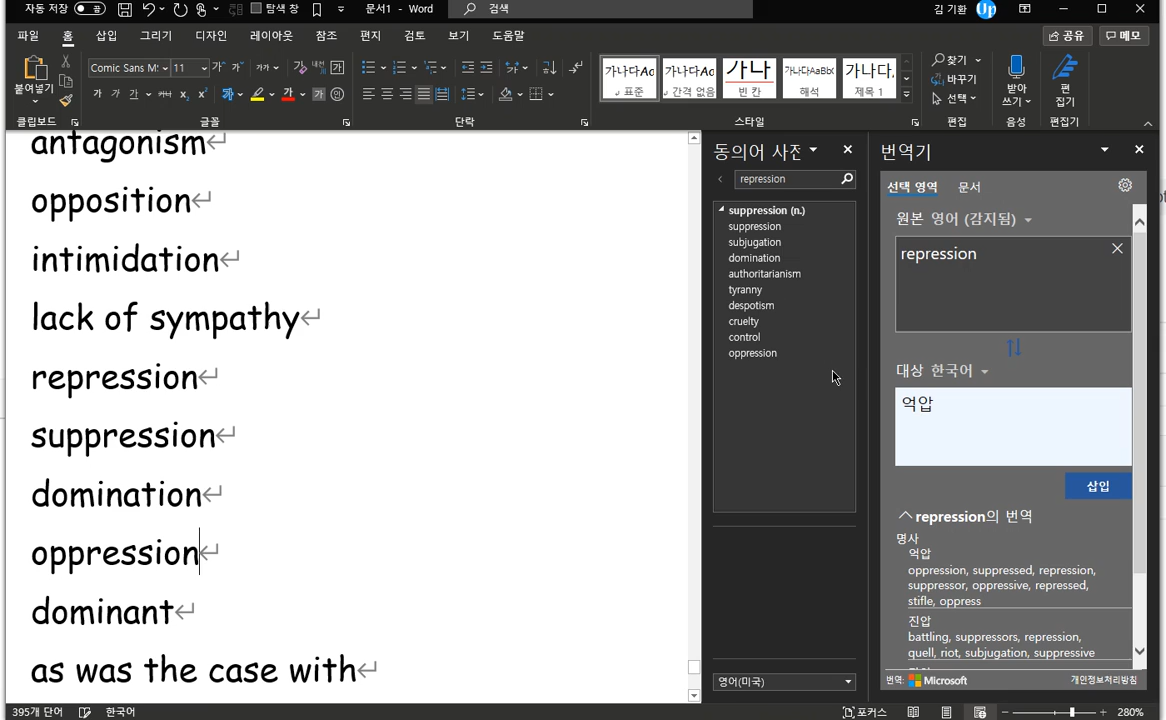 자동 저장 끔
탐색 창
문서1 - Word
검색
김 기환
파일 홈 삽입 그리기 디자인 레이아웃 참조 편지 검토 보기 도움말
공유 메모
붙여넣기
클립보드
Comic Sans M: 11
가 가 가가 가
글꼴
단락
가나다Aα
표준
가나다Aα
간격 없음
가나
빈 칸
가나다AaBbC
해석
가나다,
제목 1
스타일
찾기
바꾸기
선택
편집
받아
쓰기
음성
편
집기
편집기
antagonism
opposition
intimidation
lack of sympathy
repression
suppression
domination
oppression
dominant
as was the case with
동의어 사전
repression
suppression (n.)
suppression
subjugation
domination
authoritarianism
tyranny
despotism
cruelty
control
oppression
영어(미국)
번역기
선택 영역 문서
원본 영어 (감지됨)
repression
대상 한국어
억압
삽입
repression의 번역
명사
억압
oppression, suppressed, repression,
suppressor, oppressive, repressed,
stifle, oppress
진압
battling, suppressors, repression,
quell, riot, subjugation, suppressive
번역: Microsoft
개인정보처리방침
395개 단어 한국어
포커스
280%